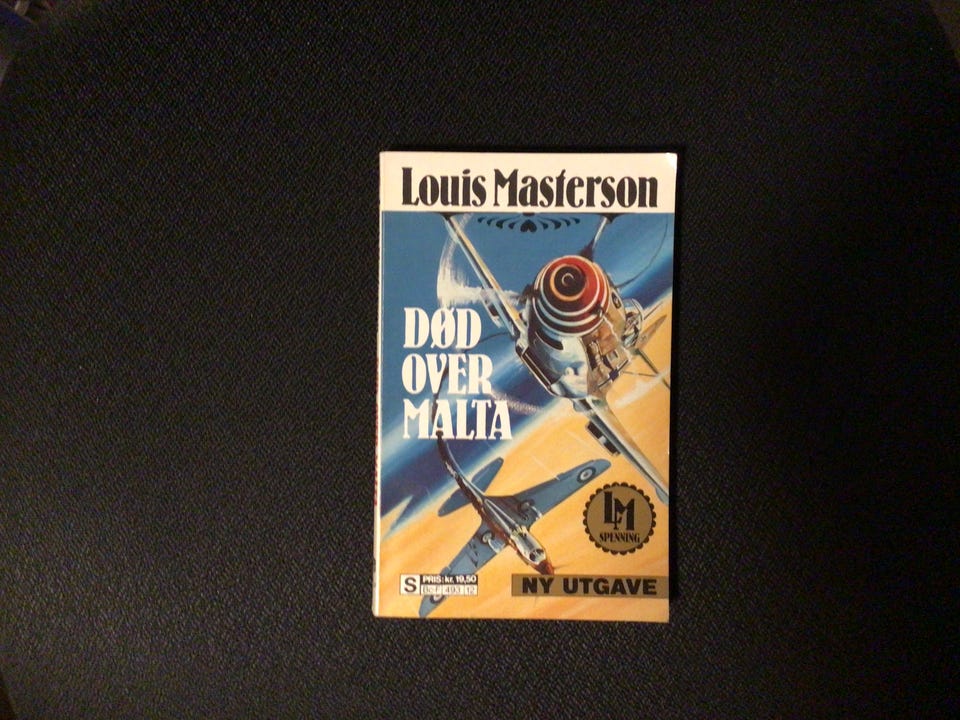 Louis Masterson
DØD
OVER
MALTA
LM
SPENNING
S PRIS: kr. 19,50
NY UTGAVE